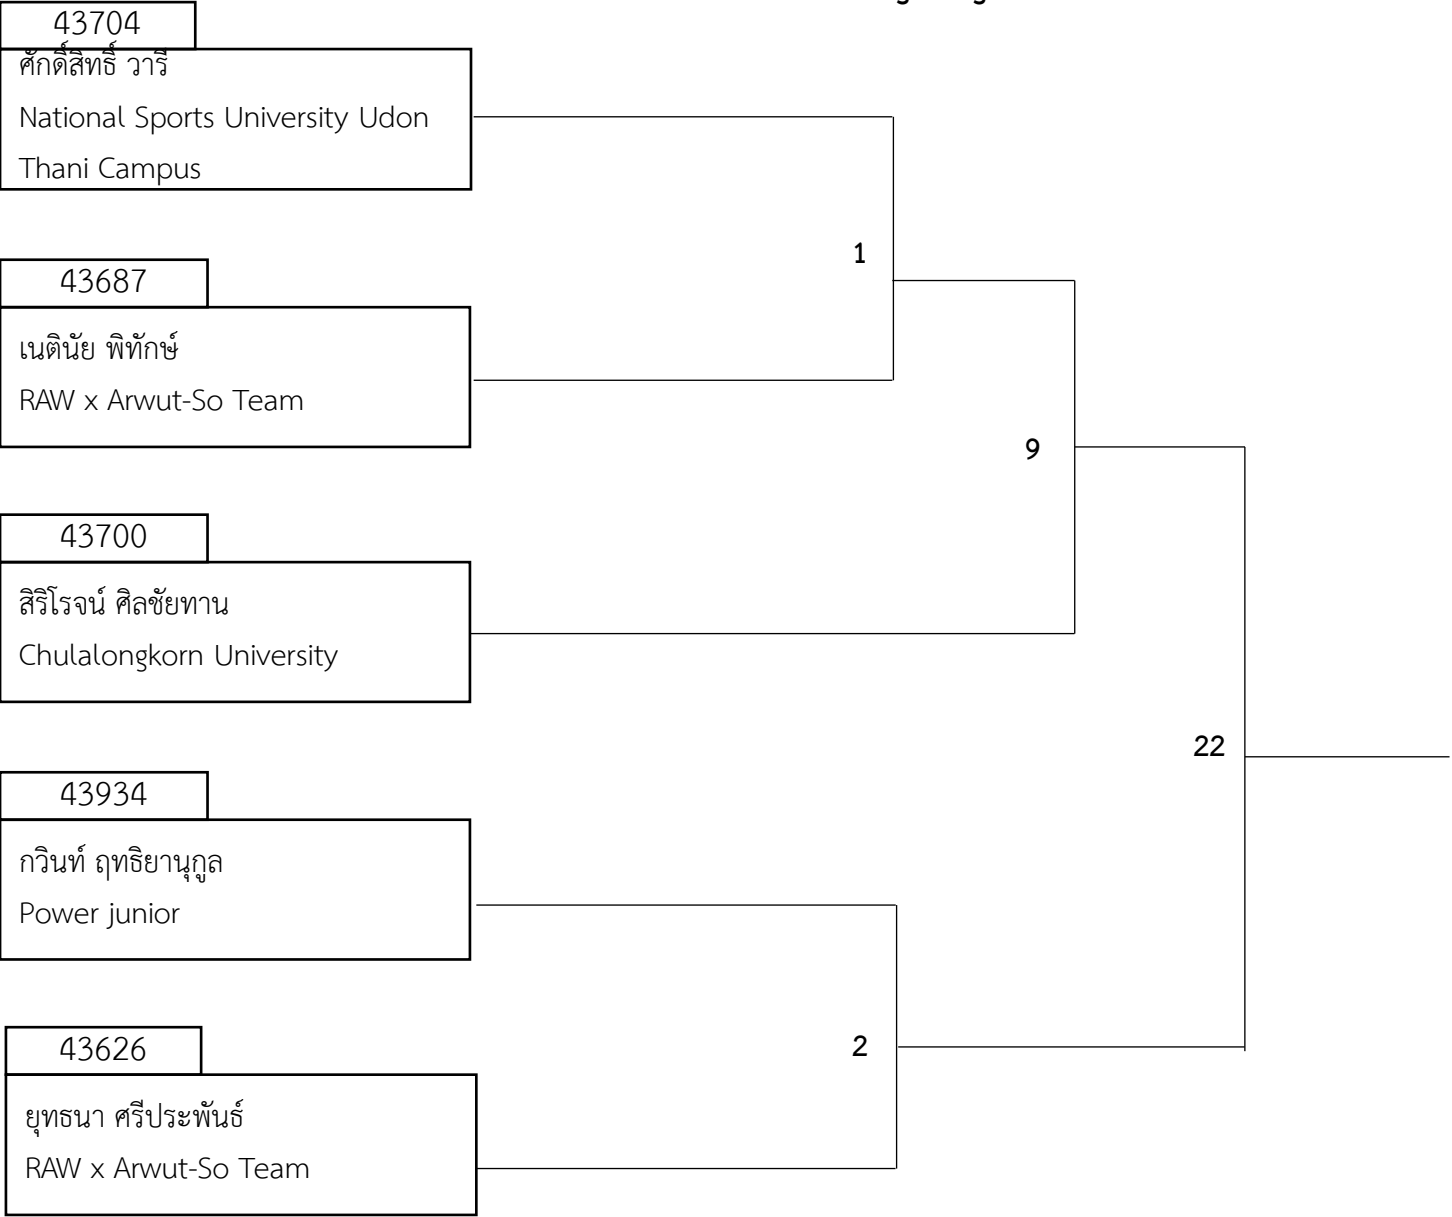 43704
ศักดิ์สิทธิ์ วารี
National Sports University Udon
Thani Campus
1
43687
เนตินัย พิทักษ์
RAW x Arwut-So Team
9
43700
สิริโรจน์ ศิลชัยทาน
Chulalongkorn University
22
43934
กวินท์ ฤทธิยานุกูล
Power junior
2
43626
ยุทธนา ศรีประพันธ์
RAW x Arwut-So Team